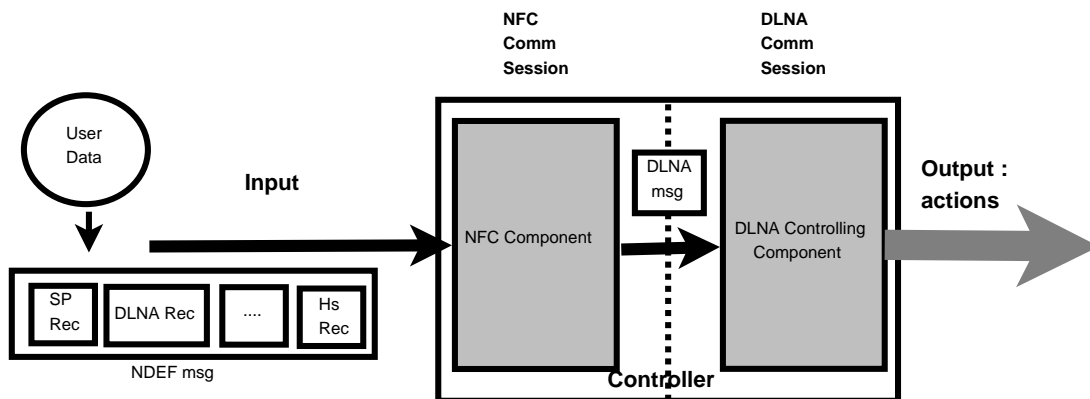 NFC
Comm
Session
DLNA
Comm
Session
User
Data
Input
DLNA
msg
Output :
actions
NFC Component
DLNA Controlling
Component
SP
Rec
DLNA Rec
....
Hs
Rec
NDEF msg
Controller